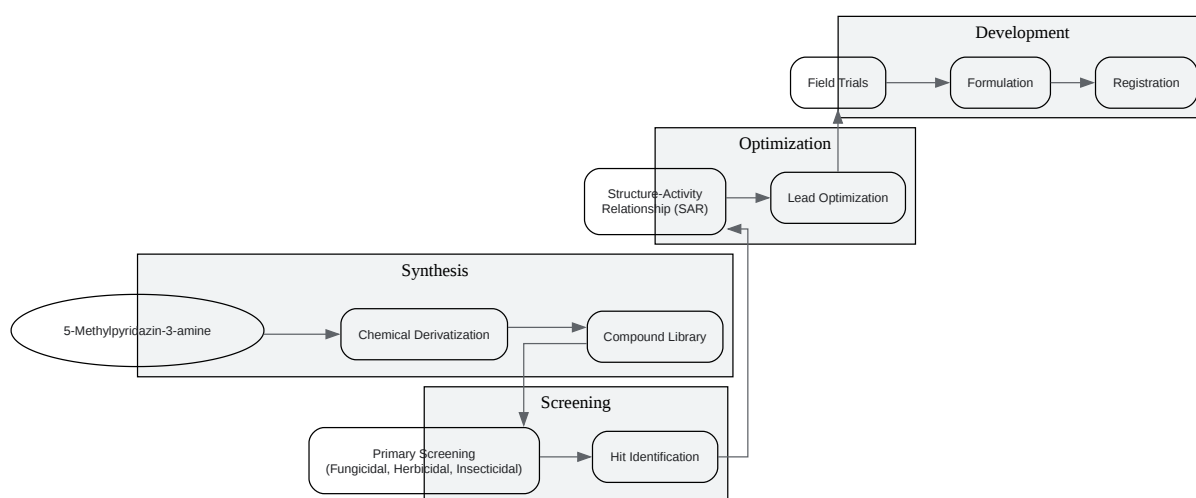 Development
Field Trials
Formulation
Registration
Optimization
Structure-Activity
Relationship (SAR)
Lead Optimization
Synthesis
5-Methylpyridazin-3-amine
Chemical Derivatization
Compound Library
Screening
Primary Screening
(Fungicidal, Herbicidal, Insecticidal)
Hit Identification